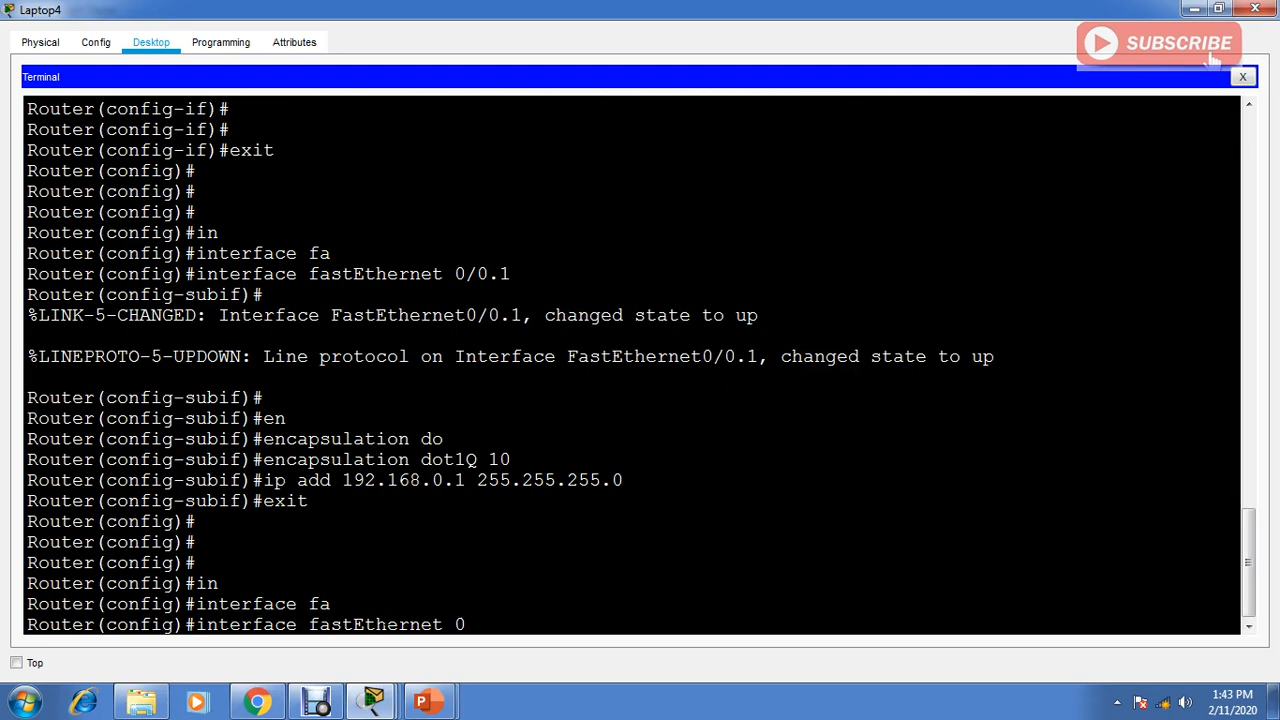 Laptop4
Physical
Config
Desktop
Programming
Attributes
SUBSCRIBE
Terminal
X
Router(config-if)#
Router(config-if)#
Router(config-if)#exit
Router(config)#
Router(config)#
Router(config)#
Router(config)#in
Router(config)#interface fa
Router(config)#interface fastEthernet 0/0.1
Router(config-subif)#
%LINK-5-CHANGED: Interface FastEthernet0/0.1, changed state to up
%LINEPROTO-5-UPDOWN: Line protocol on Interface FastEthernet0/0.1, changed state to up
Router(config-subif)#
Router(config-subif)#en
Router(config-subif)#encapsulation do
Router(config-subif)#encapsulation dot1Q 10
Router(config-subif)#ip add 192.168.0.1 255.255.255.0
Router(config-subif)#exit
Router(config)#
Router(config)#
Router(config)#
Router(config)#in
Router(config)#interface fa
Router(config)#interface fastEthernet 0
Top
1:43 PM
2/11/2020